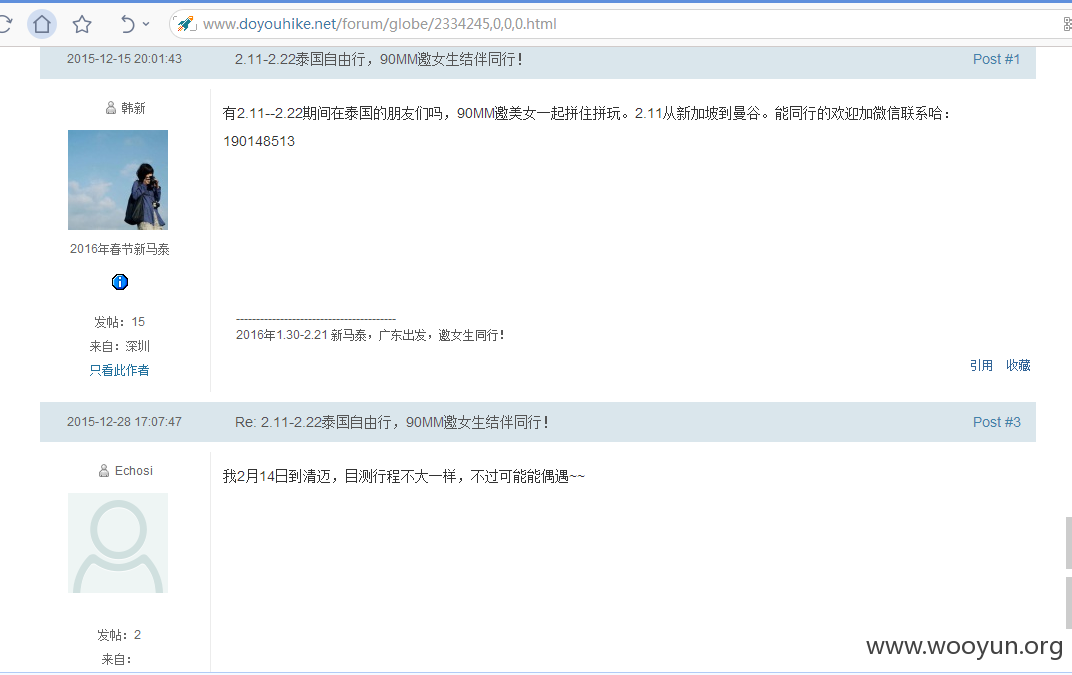 www.doyouhike.net/forum/globe/2334245,0,0,0.html
2015-12-15 20:01:43 2.11-2.22泰国自由行，90MM邀女生结伴同行！ Post #1
韩新
有2.11--2.22期间在泰国的朋友们吗，90MM邀美女一起拼住拼玩。2.11从新加坡到曼谷。能同行的欢迎加微信联系哈：
190148513
2016年春节新马泰
发帖：15
来自：深圳
只看此作者
----------------------------------------
2016年1.30-2.21 新马泰，广东出发，邀女生同行！
引用 收藏
2015-12-28 17:07:47 Re: 2.11-2.22泰国自由行，90MM邀女生结伴同行！ Post #3
Echosi
我2月14日到清迈，目测行程不大一样，不过可能能偶遇~~
发帖：2
来自：
www.wooyun.org